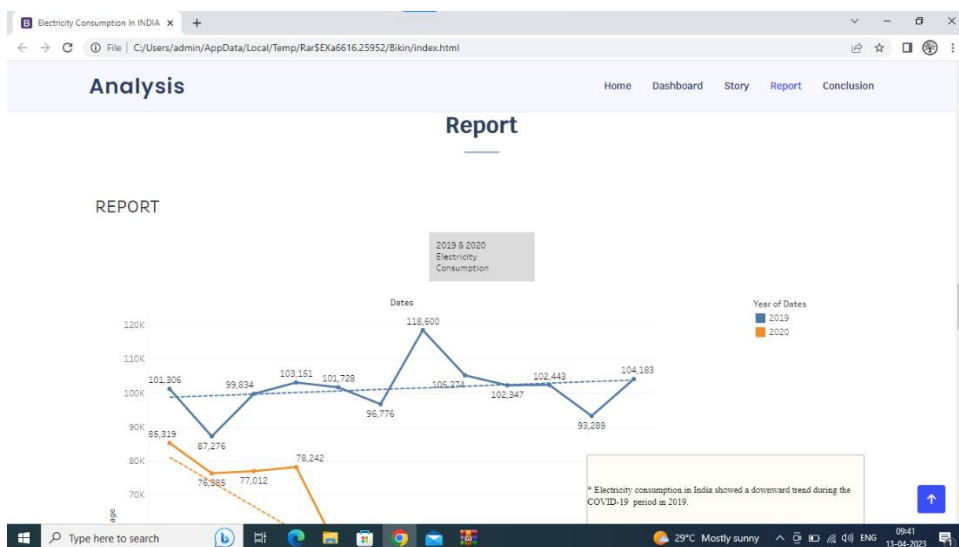 Electricity Consumption In INDIA
File | C:/Users/admin/AppData/Local/Temp/Rar$EXa6616.25952/Bikin/index.html
Analysis
Home Dashboard Story Report Conclusion
Report
REPORT
2019 & 2020
Electricity
Consumption
Dates
Year of Dates
2019
2020
120K
118,600
110K
101,306
99,834
103,151
101,728
105,274
102,443
104,183
100K
102,347
96,776
93,289
90K
85,319
87,276
80K
78,242
76,385
77,012
70K
age
* Electricity consumption in India showed a downward trend during the
COVID-19 period in 2019.
Type here to search
29°C Mostly sunny
ENG
09:41
13-04-2023